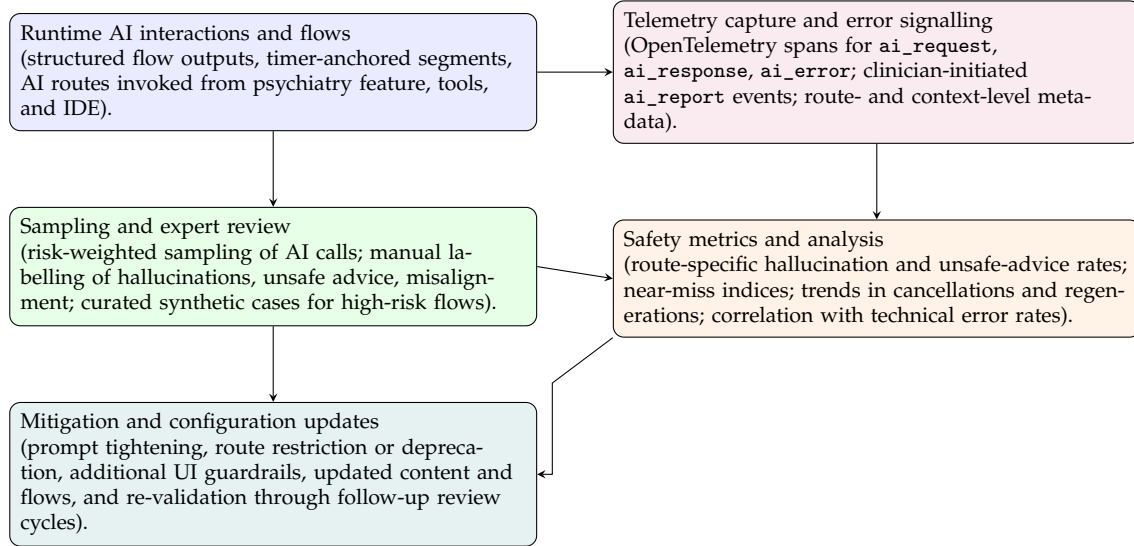 Runtime AI interactions and flows
(structured flow outputs, timer-anchored segments,
AI routes invoked from psychiatry feature, tools,
and IDE).
Telemetry capture and error signalling
(OpenTelemetry spans for ai_request,
ai_response, ai_error; clinician-initiated
ai_report events; route- and context-level meta-
data).
Sampling and expert review
(risk-weighted sampling of AI calls; manual la-
belling of hallucinations, unsafe advice, misalign-
ment; curated synthetic cases for high-risk flows).
Safety metrics and analysis
(route-specific hallucination and unsafe-advice rates;
near-miss indices; trends in cancellations and regen-
erations; correlation with technical error rates).
Mitigation and configuration updates
(prompt tightening, route restriction or depreca-
tion, additional UI guardrails, updated content and
flows, and re-validation through follow-up review
cycles).